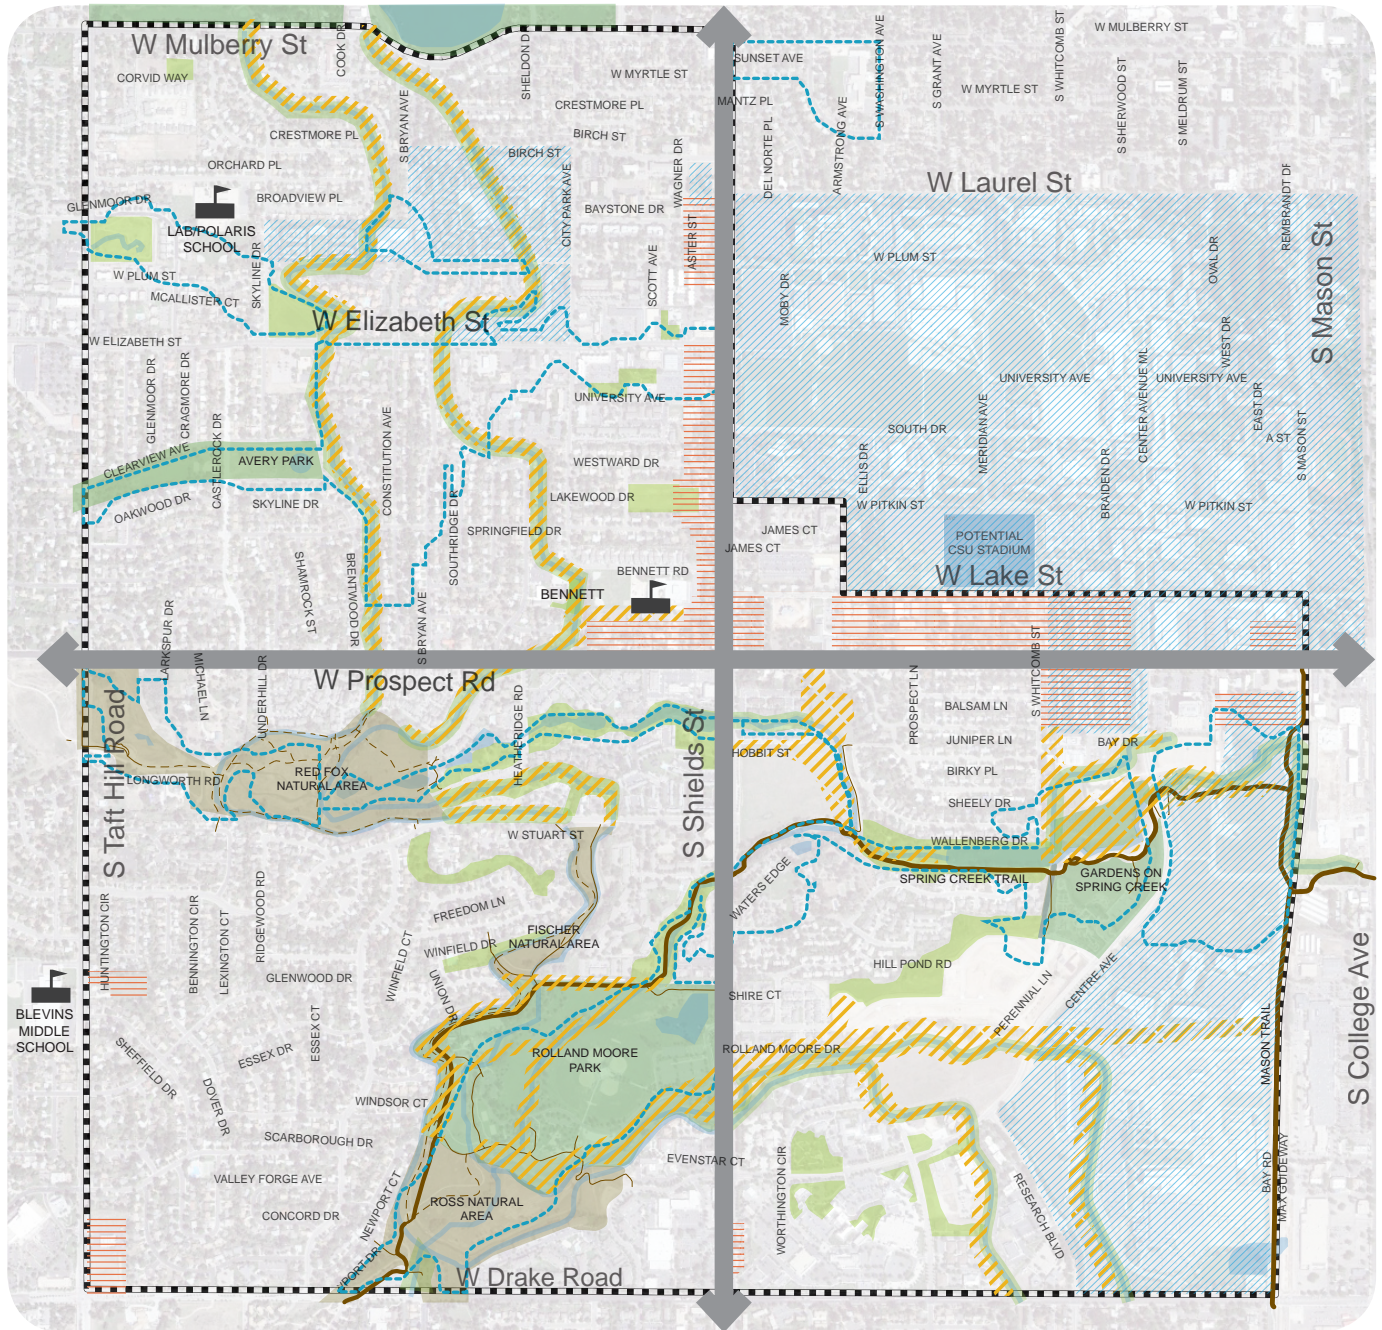 W Mulberry St
COOK DR
SHELDON D
CORVID WAY
W MYRTLE ST
CRESTMORE PL
S BRYAN AVE
CRESTMORE PL
BIRCH ST
BIRCH ST
ORCHARD PL
BROADVIEW PL
WAGNER DR
GLENMOOR DR
LAB/POLARIS
SCHOOL
BAYSTONE DR
CITY PARK AVE
ASTER ST
SCOTT AVE
SKYLINE DR
W PLUM ST
MCALLISTER CT
W Elizabeth St
W ELIZABETH ST
GLENMOOR DR
CRAGMORE DR
CASTLEROCK DR
CONSTITUTION AVE
UNIVERSITY AVE
CLEARVIEW AVE
AVERY PARK
WESTWARD DR
OAKWOOD DR
SKYLINE DR
LAKEWOOD DR
SOUTHRIDGE DR
SPRINGFIELD DR
SHAMROCK ST
BRENTWOOD DR
S BRYAN AVE
BENNETT RD
BENNETT
SUNSET AVE
S WASHINGTON AVE
S GRANT AVE
S WHITCOMB ST
W MULBERRY ST
W MYRTLE ST
S SHERWOOD ST
S MELDRUM ST
MANTZ PL
DEL NORTE PL
ARMSTRONG AVE
W Laurel St
REMBRANDT DR
S Mason St
W PLUM ST
OVAL DR
MOBY DR
WEST DR
UNIVERSITY AVE
CENTER AVENUE ML
UNIVERSITY AVE
EAST DR
MERIDIAN AVE
SOUTH DR
A ST
S MASON ST
ELLIS DR
BRAIDEN DR
W PITKIN ST
W PITKIN ST
JAMES CT
JAMES CT
POTENTIAL
CSU STADIUM
W Lake St
LARKSPUR DR
MICHAEL LN
UNDERHILL DR
W Prospect Rd
S Taft Hill Road
HEATHERIDGE RD
S Shields St
LONGWORTH RD
RED FOX
NATURAL AREA
W STUART ST
HUNTINGTON CIR
BENNINGTON CIR
LEXINGTON CT
RIDGEWOOD RD
FREEDOM LN
FISCHER
NATURAL AREA
WINFIELD DR
WINFIELD CT
GLENWOOD DR
UNION DR
BLEVINS
MIDDLE
SCHOOL
ESSEX CT
ESSEX DR
SHEFFIELD DR
DOVER DR
ROLLAND MOORE
PARK
WINDSOR CT
SCARBOROUGH DR
VALLEY FORGE AVE
CONCORD DR
NEWPORT CT
WPORT DR
ROSS NATURAL
AREA
EVENSTAR CT
W Drake Road
PROSPECT LN
S WHITCOMB ST
BALSAM LN
JUNIPER LN
BAY DR
HOBBIT ST
BIRKY PL
SHEELY DR
WALLENBERG DR
WATERS EDGE
SPRING CREEK TRAIL
GARDENS ON
SPRING CREEK
HILL POND RD
SHIRE CT
PERENNIAL LN
CENTRE AVE
ROLLAND MOORE DR
MASON TRAIL
S College Ave
WORTHINGTON CIR
RESEARCH BLVD
BAY RD
MAX GUIDEWAY